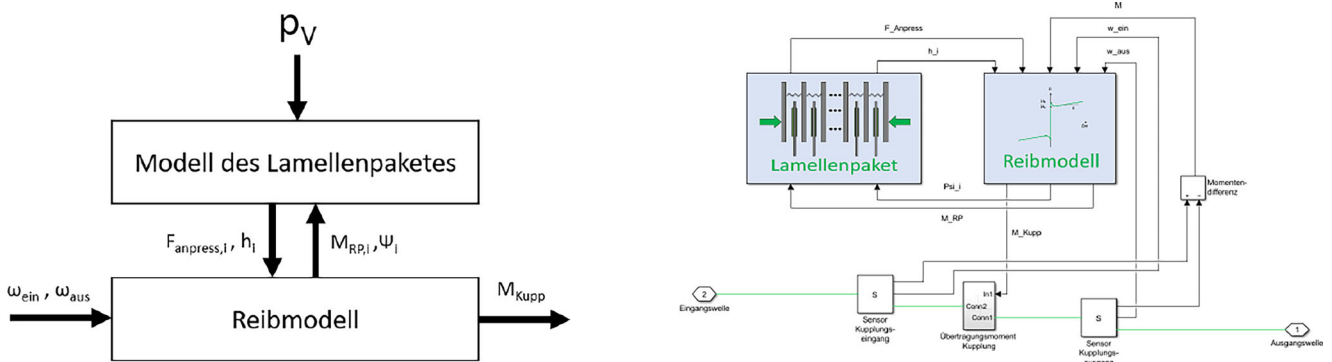 p_V
Modell des Lamellenpaketes
F_anpress,i , h_i
M_RP,i , Ψ_i
ω_ein , ω_aus
Reibmodell
M_Kupp
M
F_Anpress
w_ein
h_i
w_aus
Lamellenpaket
Reibmodell
Psi_i
M_RP
M_Kupp
+ −
Momenten-
differenz
2
Eingangswelle
S
Sensor
Kupplungs-
eingang
In1
Conn2
Conn1
Übertragungsmoment
Kupplung
S
Sensor
Kupplungs-
1
Ausgangswelle